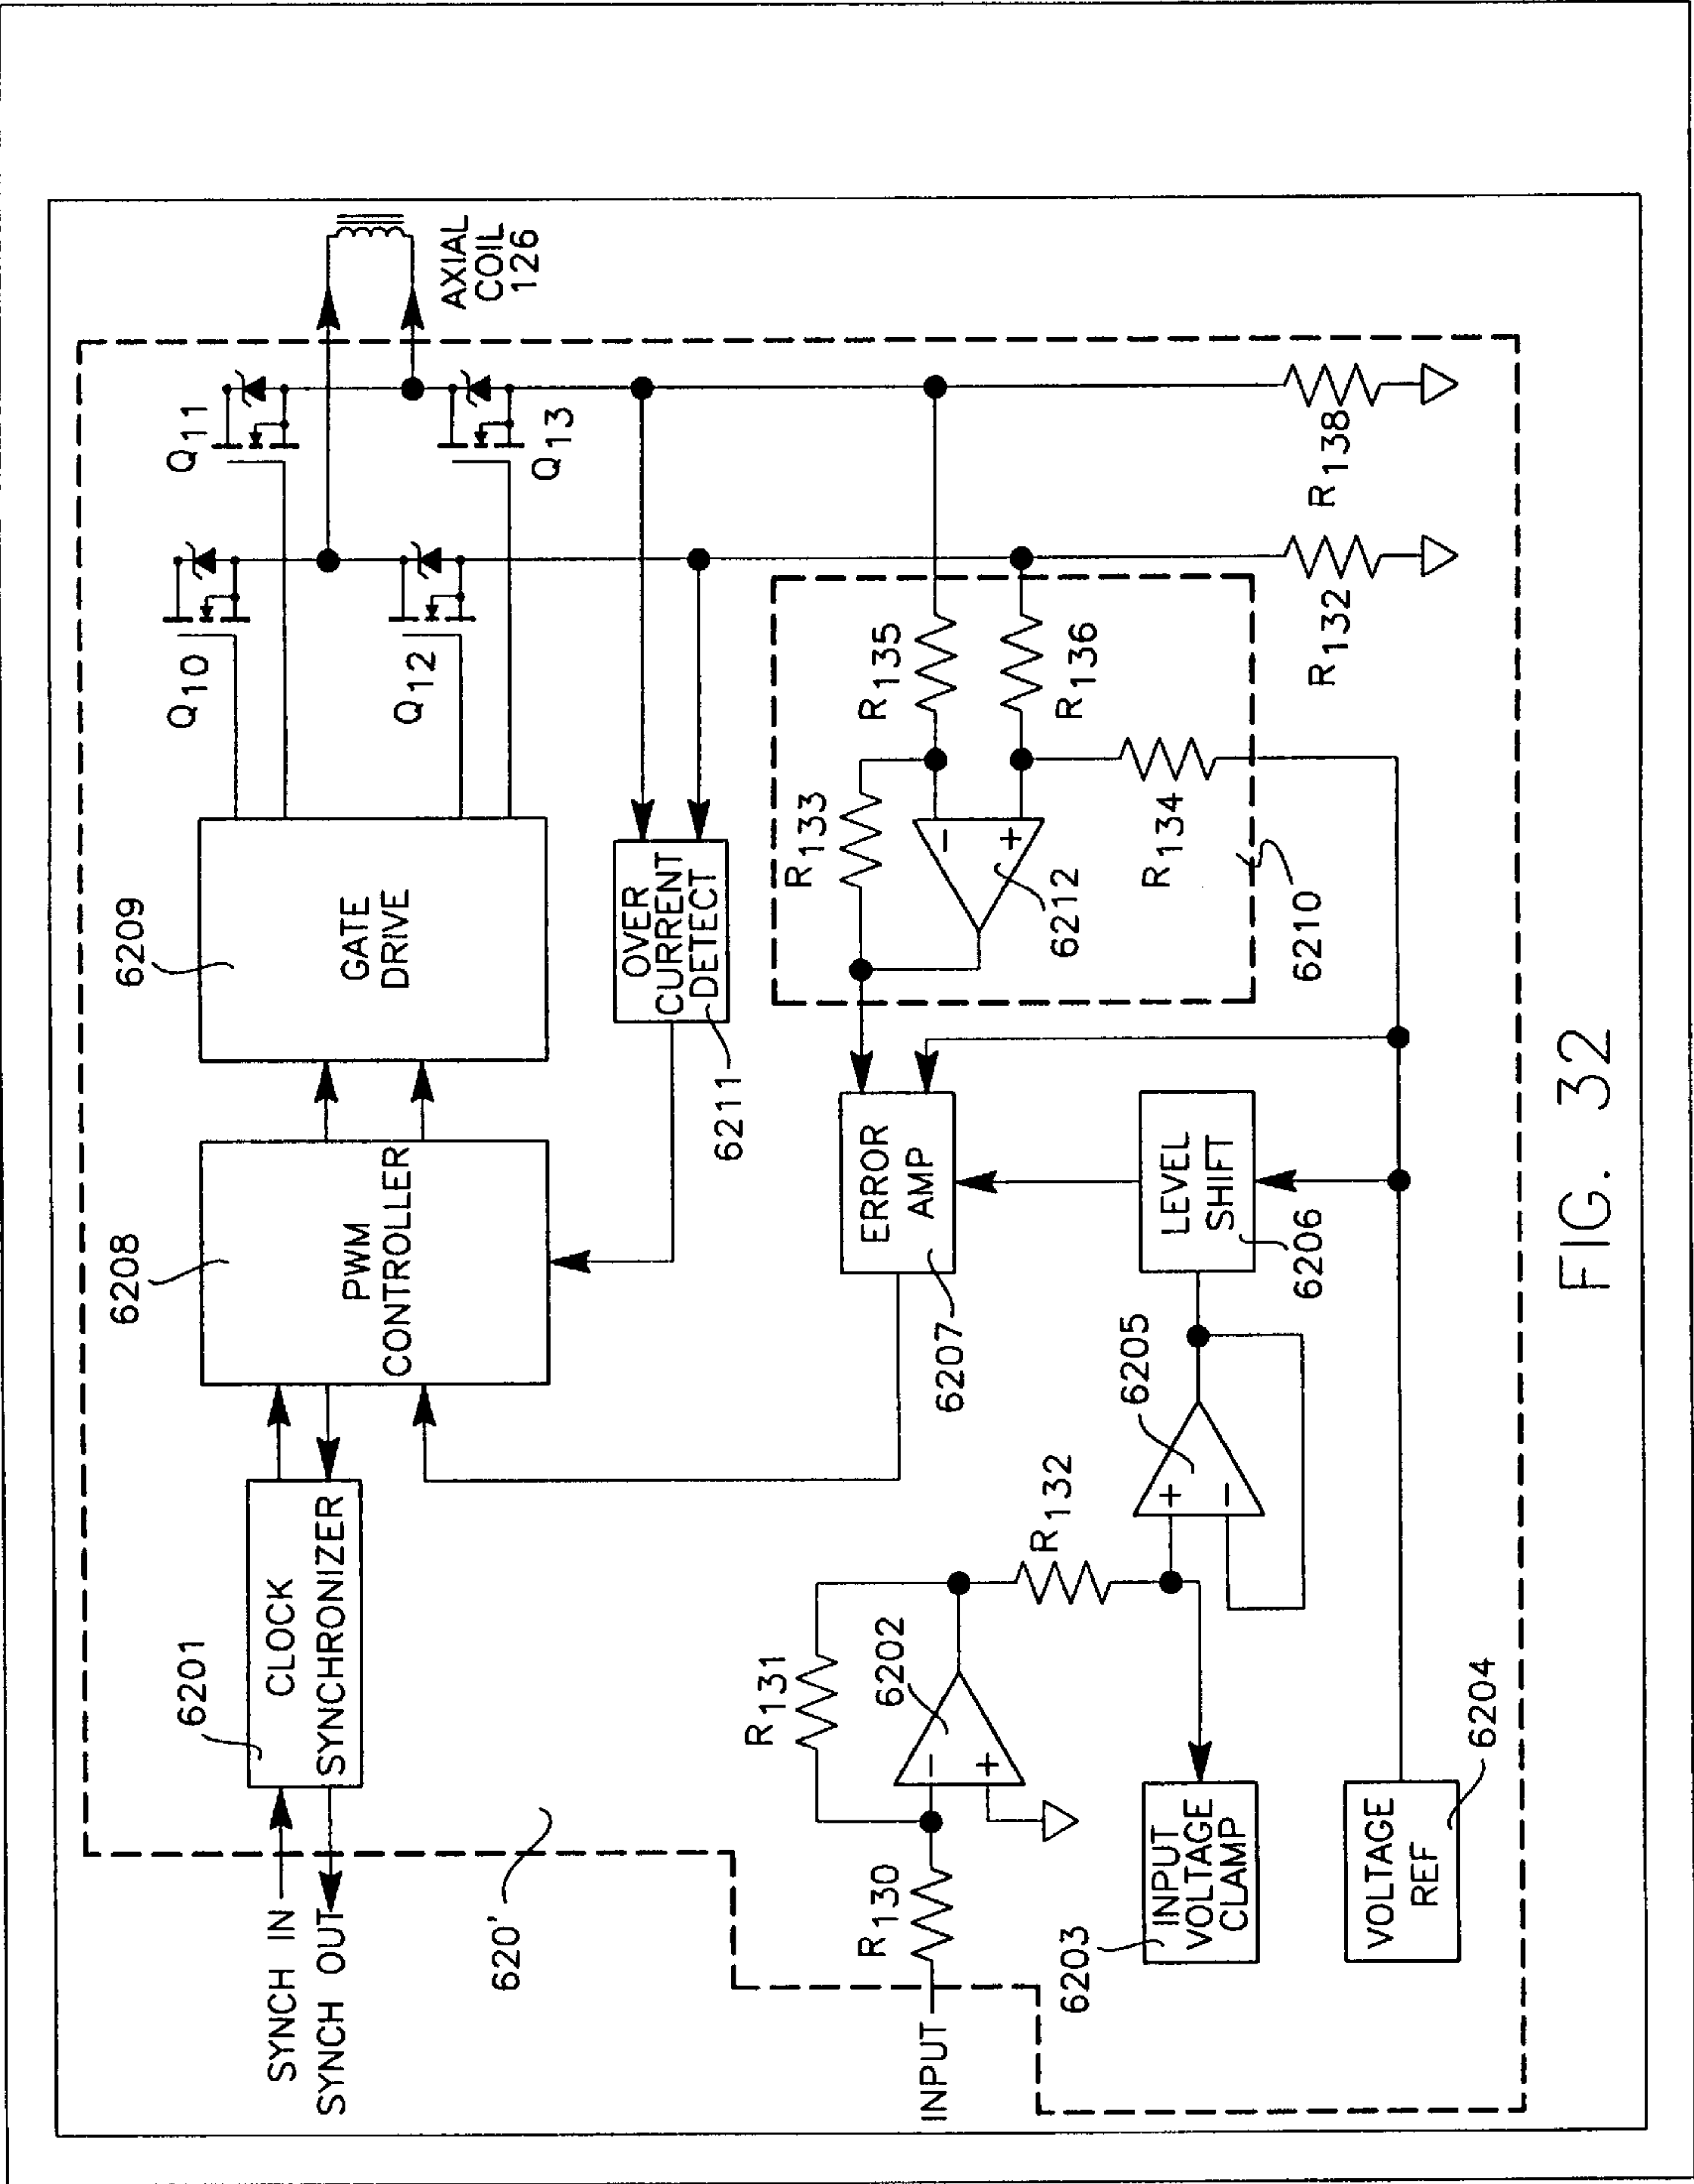 6201
6208
6209
SYNCH IN
SYNCH OUT
CLOCK
SYNCHRONIZER
PWM
CONTROLLER
GATE
DRIVE
Q10
Q11
Q12
Q13
AXIAL
COIL
126
620'
OVER
CURRENT
DETECT
6211
INPUT
R130
R131
6202
−
+
R132
6207
ERROR
AMP
R133
R135
R136
−
+
6212
R134
6210
R132
R138
6203
INPUT
VOLTAGE
CLAMP
6205
+
−
LEVEL
SHIFT
6206
VOLTAGE
REF
6204
FIG. 32